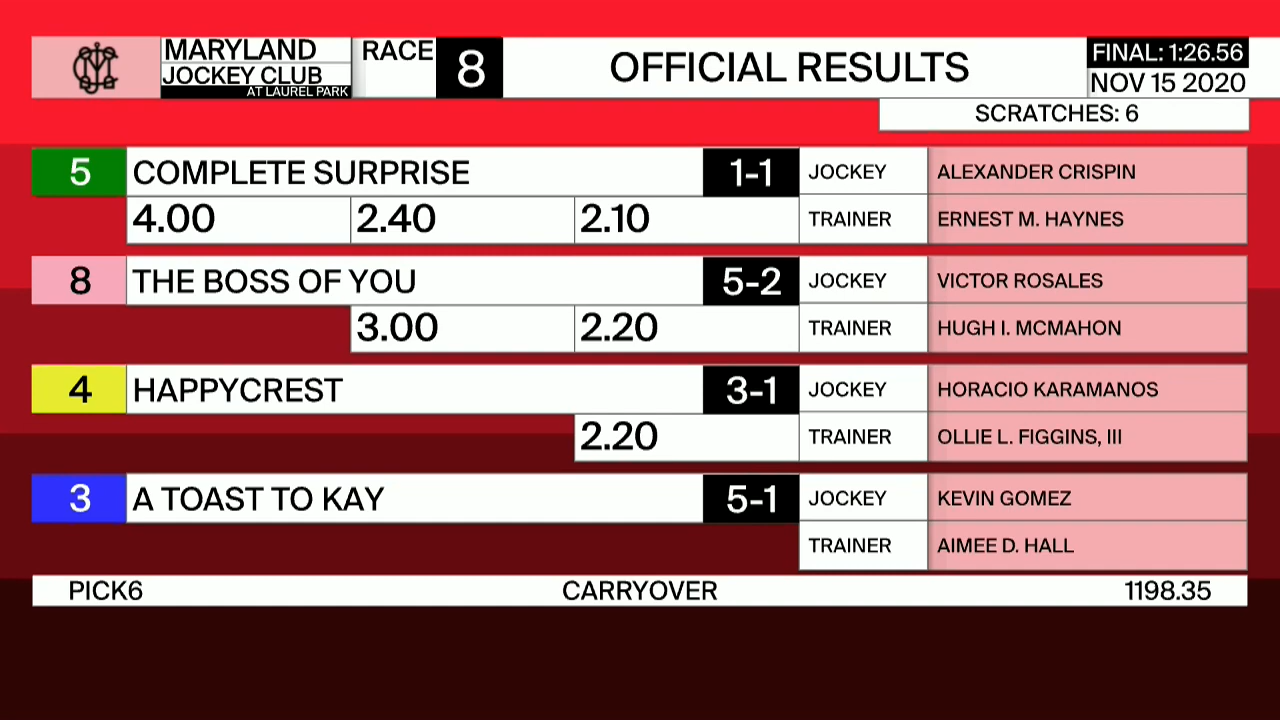 MARYLAND
JOCKEY CLUB
AT LAUREL PARK
RACE 8
OFFICIAL RESULTS
FINAL: 1:26.56
NOV 15 2020
SCRATCHES: 6
5 COMPLETE SURPRISE 1-1 JOCKEY ALEXANDER CRISPIN
4.00 2.40 2.10 TRAINER ERNEST M. HAYNES
8 THE BOSS OF YOU 5-2 JOCKEY VICTOR ROSALES
3.00 2.20 TRAINER HUGH I. MCMAHON
4 HAPPYCREST 3-1 JOCKEY HORACIO KARAMANOS
2.20 TRAINER OLLIE L. FIGGINS, III
3 A TOAST TO KAY 5-1 JOCKEY KEVIN GOMEZ
TRAINER AIMEE D. HALL
PICK6 CARRYOVER 1198.35